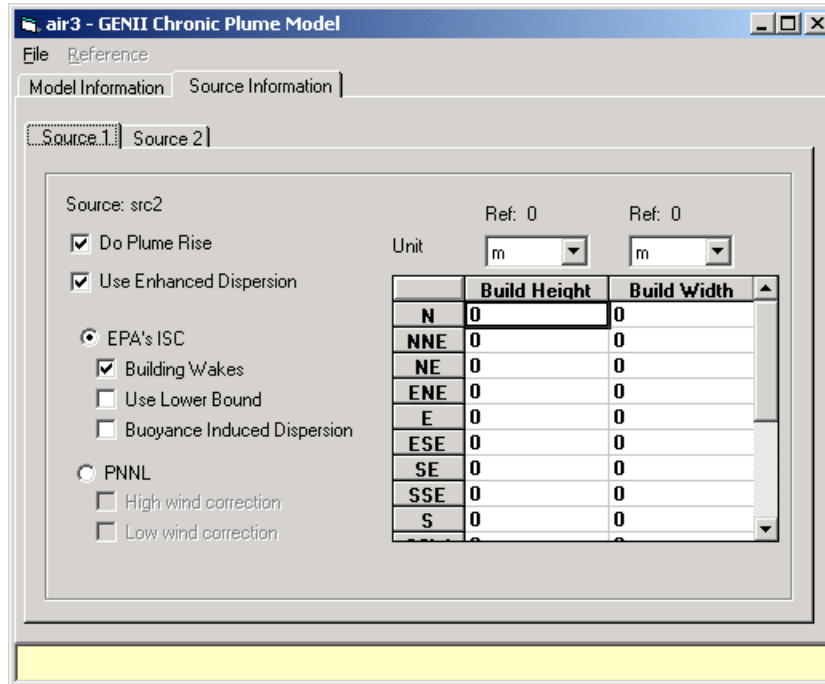 air3 - GENII Chronic Plume Model
File Reference
Model Information Source Information
Source 1 Source 2
Source: src2
Do Plume Rise
Use Enhanced Dispersion
EPA's ISC
Building Wakes
Use Lower Bound
Buoyance Induced Dispersion
PNNL
High wind correction
Low wind correction
Ref: 0 Ref: 0
Unit m m
Build Height Build Width
N 0 0
NNE 0 0
NE 0 0
ENE 0 0
E 0 0
ESE 0 0
SE 0 0
SSE 0 0
S 0 0